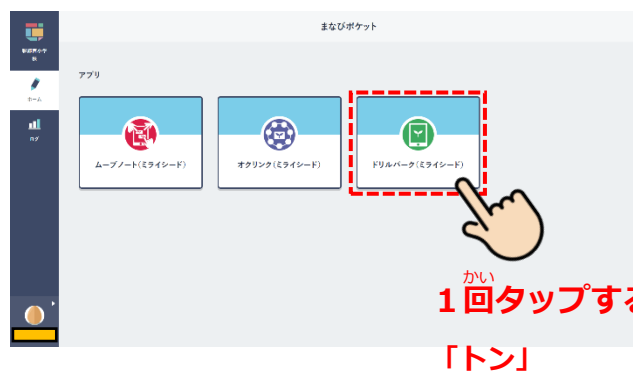 まなびポケット
アプリ
ホーム
ログ
ムーブノート(ミライシード)
オクリンク(ミライシード)
ドリルパーク(ミライシード)
かい
1回タップする
「トン」